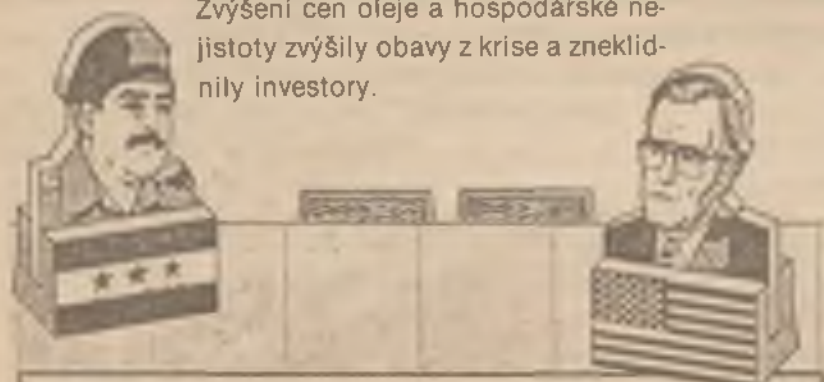 Zvýšení cen oleje a hospodářské ne-
jistoty zvýšily obavy z krise a zneklid-
nily investory.